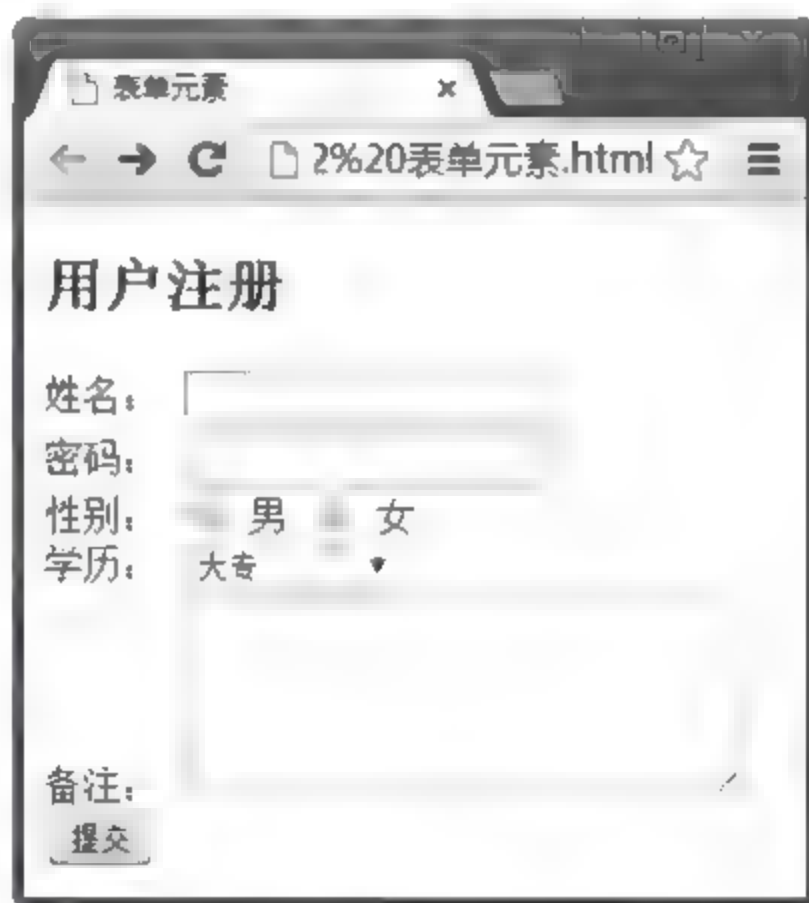 表单元素
2%20表单元素.html
用户注册
姓名：
密码：
性别： 男 女
学历： 大专
备注：
提交